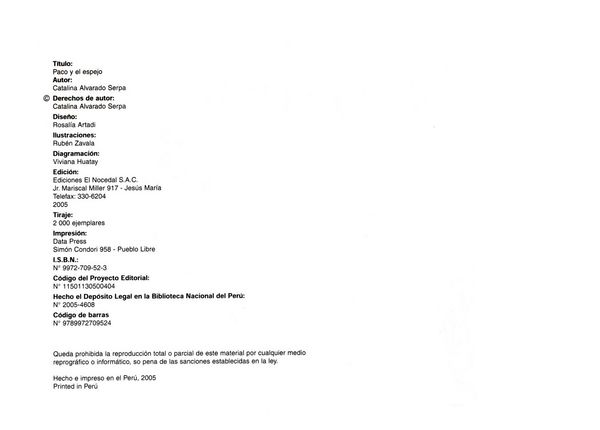 Título:
Paco y el espejo
Autor:
Catalina Alvarado Serpa
© Derechos de autor:
Catalina Alvarado Serpa
Diseño:
Rosalía Artadi
Ilustraciones:
Rubén Zavala
Diagramación:
Viviana Huatay
Edición:
Ediciones El Nocedal S.A.C.
Jr. Mariscal Miller 917 - Jesús María
Telefax: 330-6204
2005
Tiraje:
2 000 ejemplares
Impresión:
Data Press
Simón Condori 958 - Pueblo Libre
I.S.B.N.:
N° 9972-709-52-3
Código del Proyecto Editorial:
N° 11501130500404
Hecho el Depósito Legal en la Biblioteca Nacional del Perú:
N° 2005-4608
Código de barras
N° 9789972709524
Queda prohibida la reproducción total o parcial de este material por cualquier medio
reprográfico o informático, so pena de las sanciones establecidas en la ley.
Hecho e impreso en el Perú, 2005
Printed in Perú